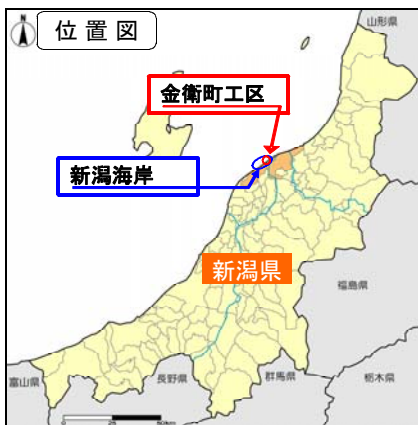 位置図
山形県
金衛町工区
新潟海岸
新潟県
福島県
富山県
長野県
群馬県
栃木県